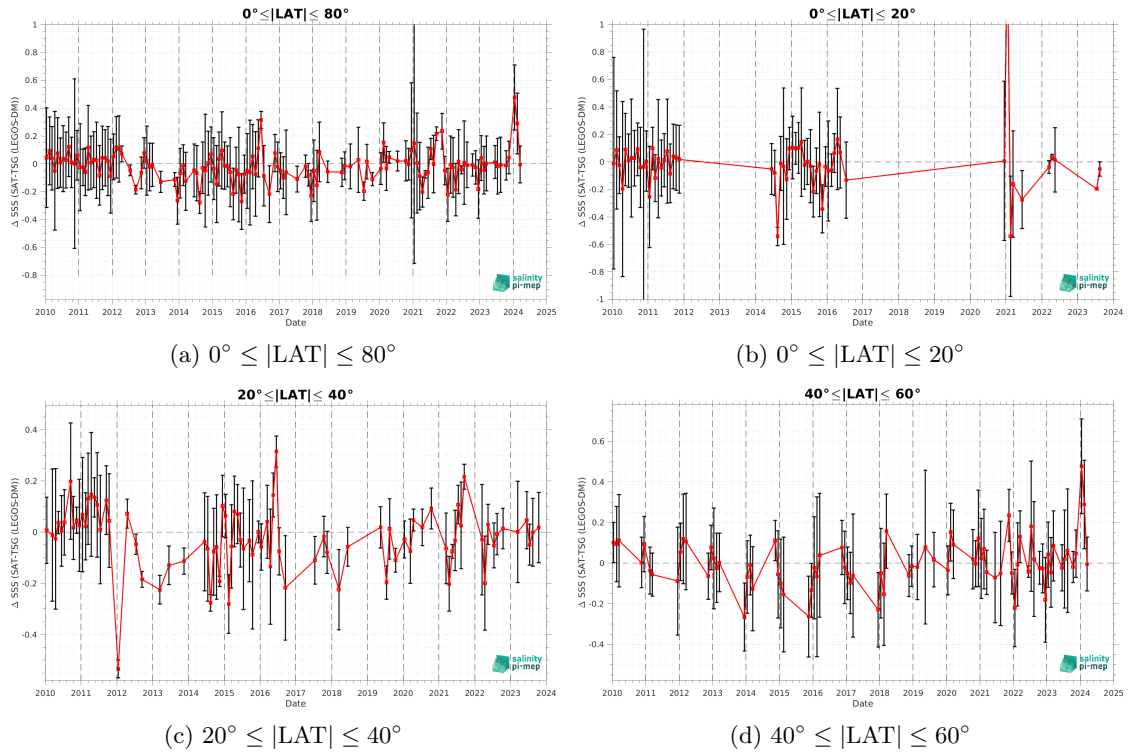 0°≤|LAT|≤ 80°
Δ SSS (SAT-TSG (LEGOS-DM))
1
0.8
0.6
0.4
0.2
0
-0.2
-0.4
-0.6
-0.8
salinity
pi-mep
2010 2011 2012 2013 2014 2015 2016 2017 2018 2019 2020 2021 2022 2023 2024 2025
Date
(a) 0° ≤ |LAT| ≤ 80°
0°≤|LAT|≤ 20°
Δ SSS (SAT-TSG (LEGOS-DM))
1
0.8
0.6
0.4
0.2
0
-0.2
-0.4
-0.6
-0.8
-1
salinity
pi-mep
2010 2011 2012 2013 2014 2015 2016 2017 2018 2019 2020 2021 2022 2023 2024
Date
(b) 0° ≤ |LAT| ≤ 20°
20°≤|LAT|≤ 40°
Δ SSS (SAT-TSG (LEGOS-DM))
0.4
0.2
0
-0.2
-0.4
salinity
pi-mep
2010 2011 2012 2013 2014 2015 2016 2017 2018 2019 2020 2021 2022 2023 2024
Date
(c) 20° ≤ |LAT| ≤ 40°
40°≤|LAT|≤ 60°
Δ SSS (SAT-TSG (LEGOS-DM))
0.6
0.4
0.2
0
-0.2
-0.4
salinity
pi-mep
2010 2011 2012 2013 2014 2015 2016 2017 2018 2019 2020 2021 2022 2023 2024 2025
Date
(d) 40° ≤ |LAT| ≤ 60°